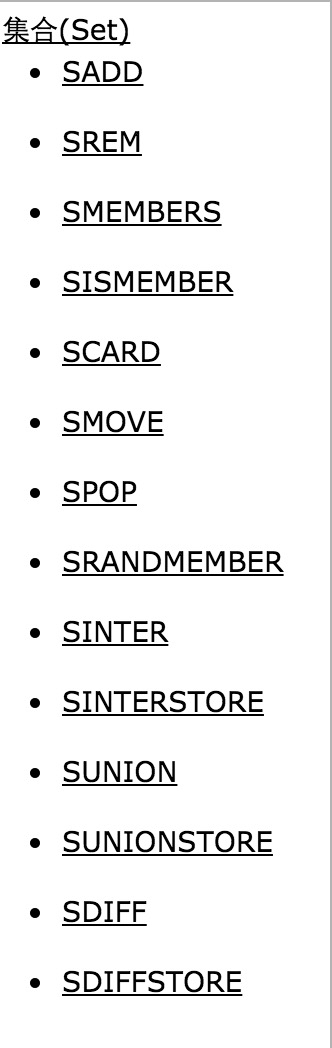 集合(Set)
SADD
SREM
SMEMBERS
SISMEMBER
SCARD
SMOVE
SPOP
SRANDMEMBER
SINTER
SINTERSTORE
SUNION
SUNIONSTORE
SDIFF
SDIFFSTORE